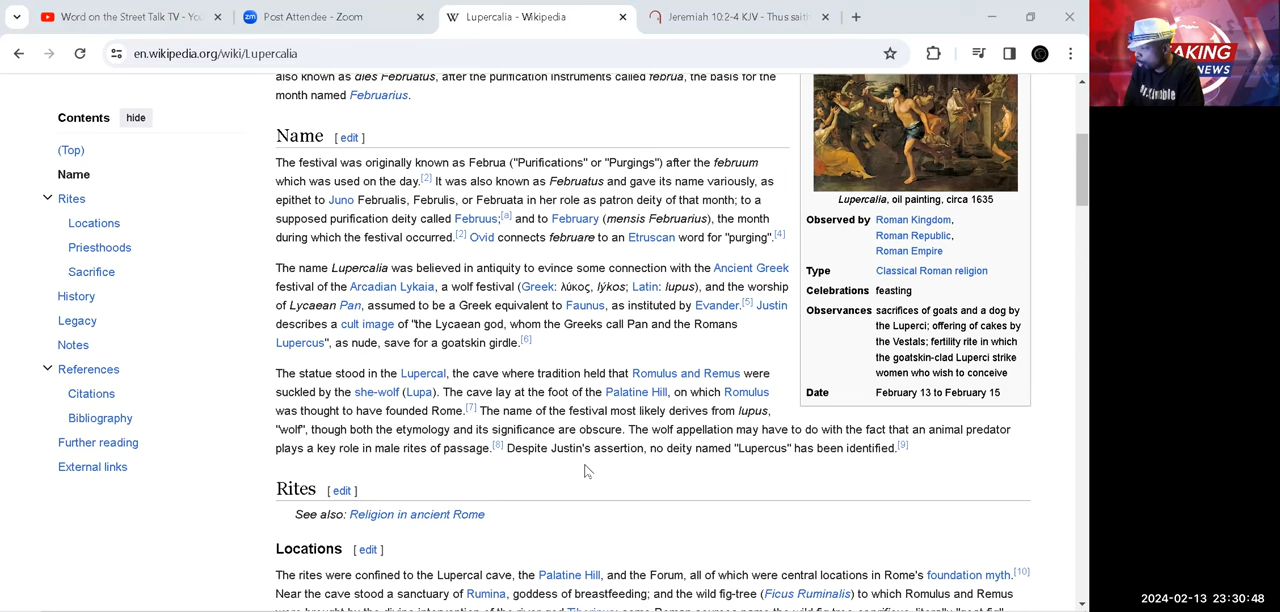 Word on the Street Talk TV - Yo
Post Attendee - Zoom
Lupercalia - Wikipedia
Jeremiah 10:2-4 KJV - Thus saith
en.wikipedia.org/wiki/Lupercalia
AKING
NEWS
Contents
hide
(Top)
Name
Rites
Locations
Priesthoods
Sacrifice
History
Legacy
Notes
References
Citations
Bibliography
Further reading
External links
also known as dies Februatus, after the purification instruments called februa, the basis for the
month named Februarius.
Name [ edit ]
The festival was originally known as Februa ("Purifications" or "Purgings") after the februum
which was used on the day.[2] It was also known as Februatus and gave its name variously, as
epithet to Juno Februalis, Februlis, or Februata in her role as patron deity of that month; to a
supposed purification deity called Februus;[a] and to February (mensis Februarius), the month
during which the festival occurred.[2] Ovid connects februare to an Etruscan word for "purging".[4]
The name Lupercalia was believed in antiquity to evince some connection with the Ancient Greek
festival of the Arcadian Lykaia, a wolf festival (Greek: λύκος, lýkos; Latin: lupus), and the worship
of Lycaean Pan, assumed to be a Greek equivalent to Faunus, as instituted by Evander.[5] Justin
describes a cult image of "the Lycaean god, whom the Greeks call Pan and the Romans
Lupercus", as nude, save for a goatskin girdle.[6]
The statue stood in the Lupercal, the cave where tradition held that Romulus and Remus were
suckled by the she-wolf (Lupa). The cave lay at the foot of the Palatine Hill, on which Romulus
was thought to have founded Rome.[7] The name of the festival most likely derives from lupus,
"wolf", though both the etymology and its significance are obscure. The wolf appellation may have to do with the fact that an animal predator
plays a key role in male rites of passage.[8] Despite Justin's assertion, no deity named "Lupercus" has been identified.[9]
Rites [ edit ]
See also: Religion in ancient Rome
Locations [ edit ]
The rites were confined to the Lupercal cave, the Palatine Hill, and the Forum, all of which were central locations in Rome's foundation myth.[10]
Near the cave stood a sanctuary of Rumina, goddess of breastfeeding; and the wild fig-tree (Ficus Ruminalis) to which Romulus and Remus
Lupercalia, oil painting, circa 1635
Observed by Roman Kingdom,
Roman Republic,
Roman Empire
Type Classical Roman religion
Celebrations feasting
Observances sacrifices of goats and a dog by
the Luperci; offering of cakes by
the Vestals; fertility rite in which
the goatskin-clad Luperci strike
women who wish to conceive
Date February 13 to February 15
2024-02-13 23:30:48